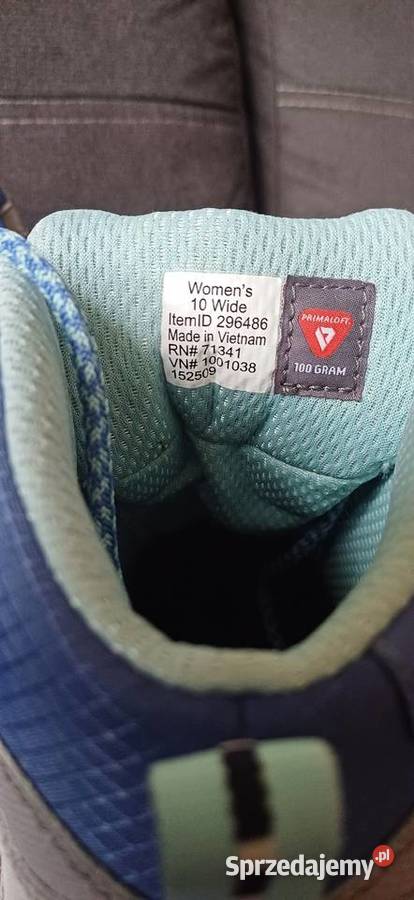 Women's
10 Wide
ItemID 296486
Made in Vietnam
RN# 71341
VN# 1001038
152509
PRIMALOFT
100 GRAM
Sprzedajemy.pl